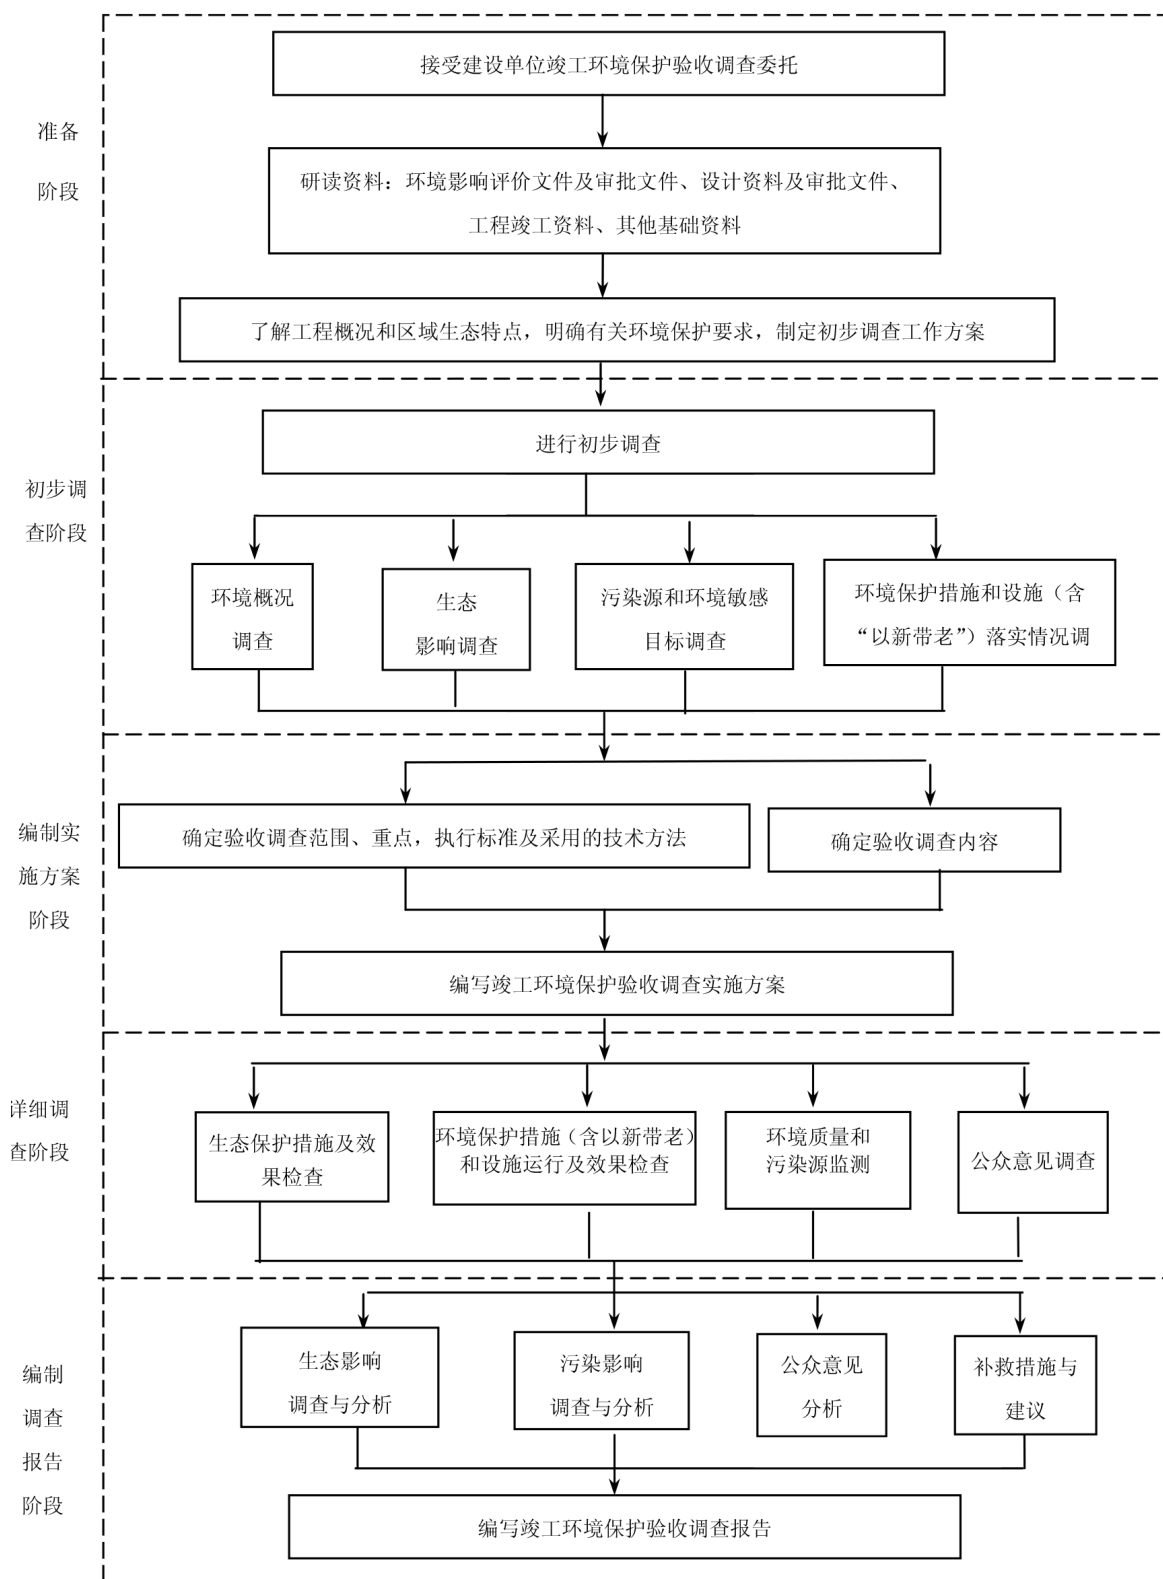 接受建设单位竣工环境保护验收调查委托
准备
阶段
研读资料：环境影响评价文件及审批文件、设计资料及审批文件、
工程竣工资料、其他基础资料
了解工程概况和区域生态特点，明确有关环境保护要求，制定初步调查工作方案
初步调
查阶段
进行初步调查
环境概况
调查
生态
影响调查
污染源和环境敏感
目标调查
环境保护措施和设施（含
“以新带老”）落实情况调
编制实
施方案
阶段
确定验收调查范围、重点，执行标准及采用的技术方法
确定验收调查内容
编写竣工环境保护验收调查实施方案
详细调
查阶段
生态保护措施及效
果检查
环境保护措施（含以新带老）
和设施运行及效果检查
环境质量和
污染源监测
公众意见调查
编制
调查
报告
阶段
生态影响
调查与分析
污染影响
调查与分析
公众意见
分析
补救措施与
建议
编写竣工环境保护验收调查报告